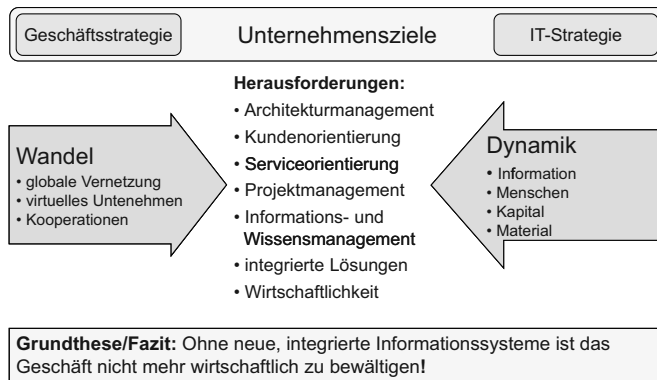 Geschäftsstrategie Unternehmensziele IT-Strategie
Herausforderungen:
• Architekturmanagement
• Kundenorientierung
• Serviceorientierung
• Projektmanagement
• Informations- und
Wissensmanagement
• integrierte Lösungen
• Wirtschaftlichkeit
Wandel
• globale Vernetzung
• virtuelles Untenehmen
• Kooperationen
Dynamik
• Information
• Menschen
• Kapital
• Material
Grundthese/Fazit: Ohne neue, integrierte Informationssysteme ist das
Geschäft nicht mehr wirtschaftlich zu bewältigen!